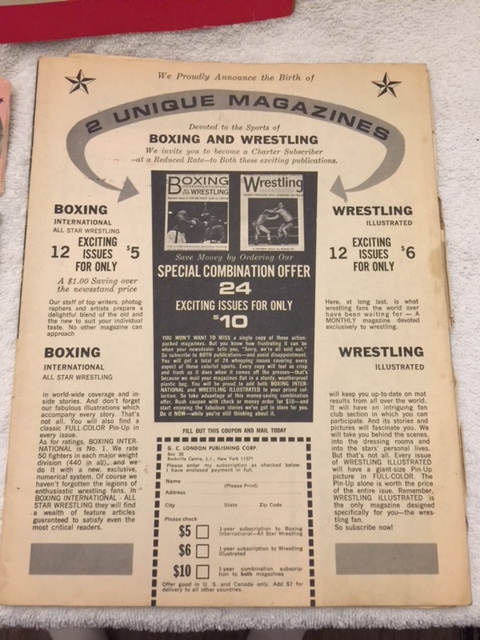 We Proudly Announce the Birth of
2 UNIQUE MAGAZINES
Devoted to the Sports of
BOXING AND WRESTLING
We invite you to become a Charter Subscriber
-at a Reduced Rate-to Both these exciting publications.
BOXING
INTERNATIONAL
ALL STAR WRESTLING
12 EXCITING ISSUES FOR ONLY $5
A $1.00 Saving over
the newsstand price
Our staff of top writers, photog-
raphers and artists prepare a
delightful blend of the old and
the new to suit your individual
taste. No other magazine can
approach
BOXING
INTERNATIONAL
ALL STAR WRESTLING
in world-wide coverage and in-
side stories. And don't forget
our fabulous illustrations which
accompany every story. That's
not all. You will also find a
classic FULL-COLOR Pin-Up in
every issue.
As for ratings, BOXING INTER-
NATIONAL is No. 1. We rate
50 fighters in each major weight
division (440 in all), and we
do it with a new, exclusive,
numerical system. Of course we
haven't forgotten the legions of
enthusiastic wrestling fans. In
BOXING INTERNATIONAL - ALL
STAR WRESTLING they will find
a wealth of feature articles
guaranteed to satisfy even the
most critical readers.
BOXING
WRESTLING
Wrestling
Save Money by Ordering Our
SPECIAL COMBINATION OFFER
24
EXCITING ISSUES FOR ONLY
$10
YOU WON'T WANT TO MISS a single copy of these action-
packed magazines. But you know how frustrating it can be
when your newsdealer tells you, "Sorry, we're all sold out."
So subscribe to BOTH publications—and avoid disappointment.
You will get a total of 24 whopping issues covering every
aspect of these colorful sports. Every copy will feel as crisp
and fresh as it does when it comes off the presses—that's
because we mail your magazines flat in a sturdy, weatherproof
plastic bag. You will be proud to add both BOXING INTER-
NATIONAL and WRESTLING ILLUSTRATED to your prized col-
lection. So take advantage of this money-saving combination
offer. Rush coupon with check or money order for $10—and
start enjoying the fabulous stories we've got in store for you.
Do it NOW—while you're still thinking about it.
FILL OUT THIS COUPON AND MAIL TODAY
G. C. LONDON PUBLISHING CORP.
Box 58
Rockville Centre, L.I., New York 11571
Please enter my subscription as checked below.
I have enclosed payment in full.
Name
(Please Print)
Address
City State Zip Code
Please check
$5 1-year subscription to Boxing
International-All Star Wrestling
$6 1-year subscription to Wrestling
Illustrated
$10 1-year combination subscrip-
tion to both magazines
Offer good in U. S. and Canada only. Add $2 for
delivery to all other countries.
WRESTLING
ILLUSTRATED
12 EXCITING ISSUES FOR ONLY $6
Here, at long last, is what
wrestling fans the world over
have been waiting for — A
MONTHLY magazine devoted
exclusively to wrestling.
WRESTLING
ILLUSTRATED
will keep you up-to-date on mat
results from all over the world.
It will have an intriguing fan
club section in which you can
participate. And its stories and
pictures will fascinate you. We
will take you behind the scenes,
into the dressing rooms and
into the stars' personal lives.
But that's not all. Every issue
of WRESTLING ILLUSTRATED
will have a giant-size Pin-Up
picture in FULL-COLOR. The
Pin-Up alone is worth the price
of the entire issue. Remember,
WRESTLING ILLUSTRATED is
the only magazine designed
specifically for you—the wres-
tling fan.
So subscribe now!